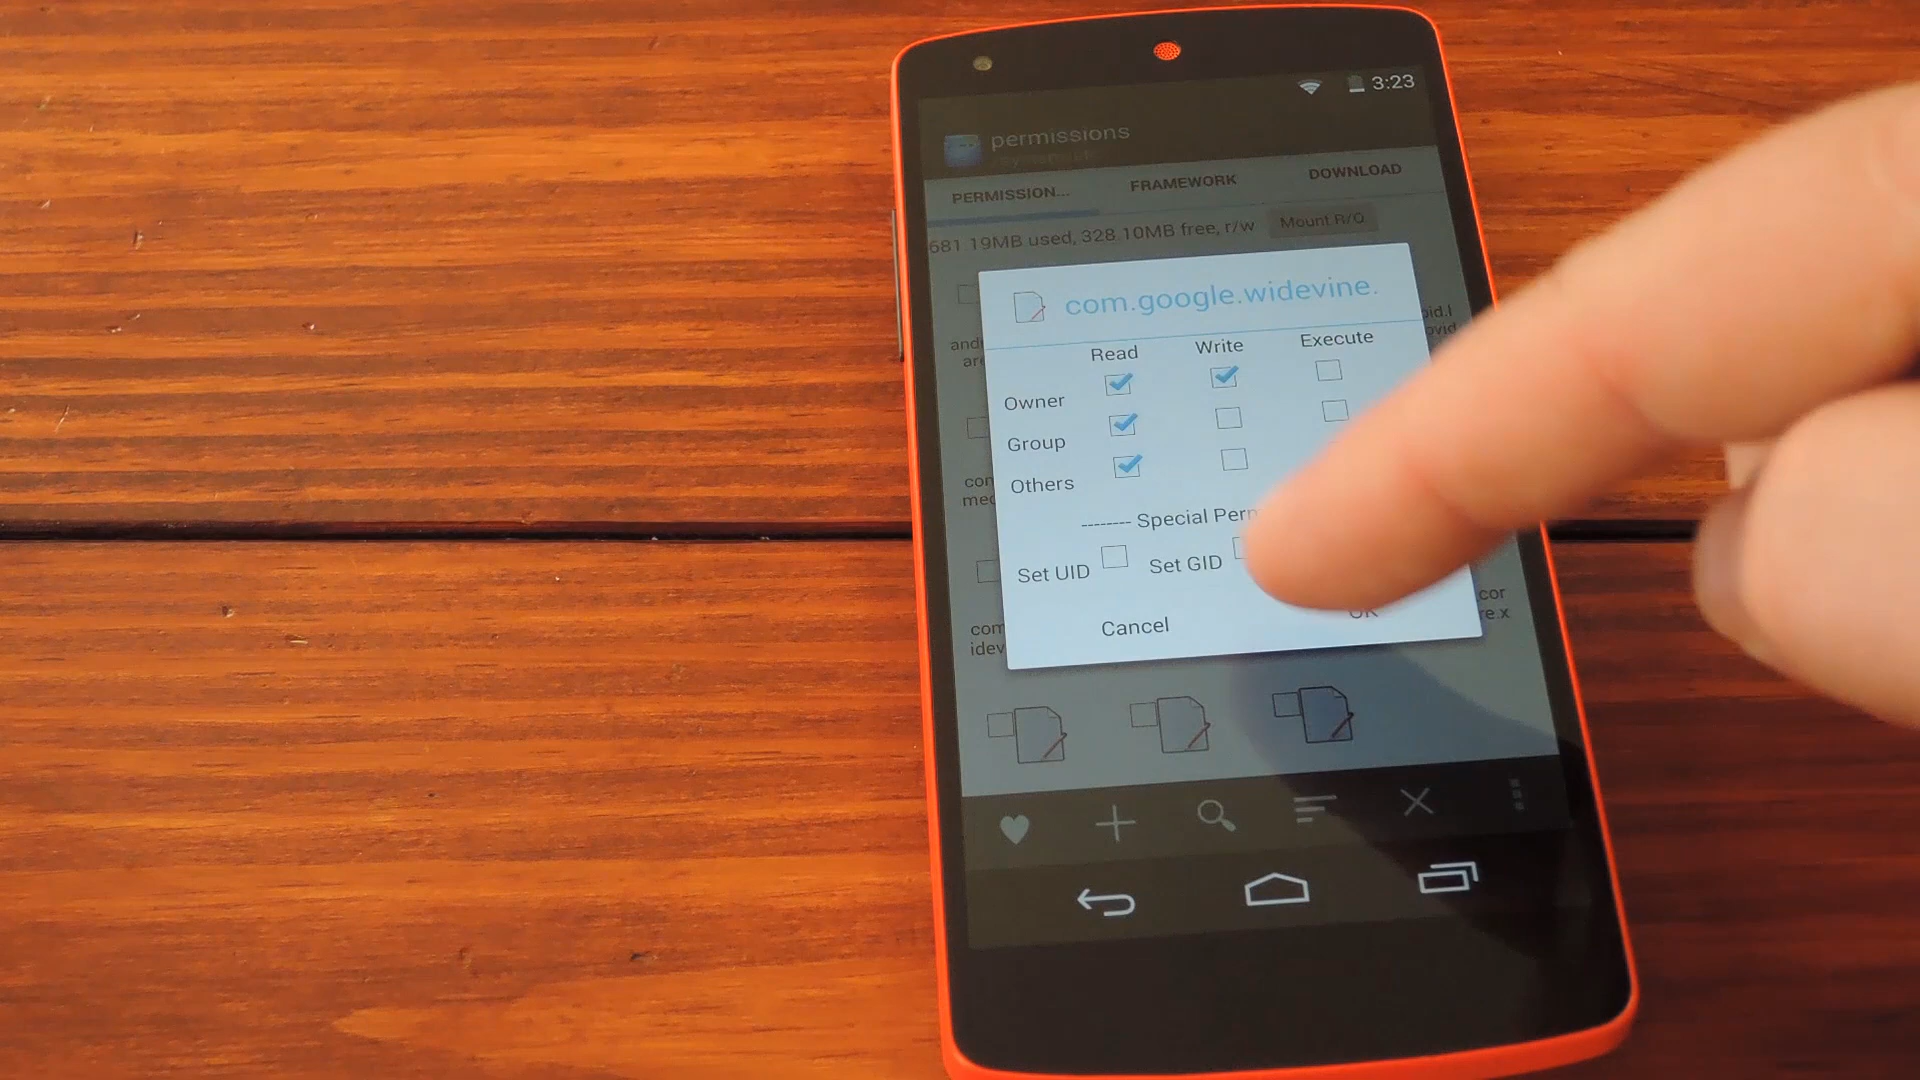 3:23
permissions
PERMISSION... FRAMEWORK DOWNLOAD
681.19MB used, 328.10MB free, r/w Mount R/O
com.google.widevine.
Read Write Execute
Owner
Group
Others
-------- Special Perm
Set UID Set GID
Cancel OK